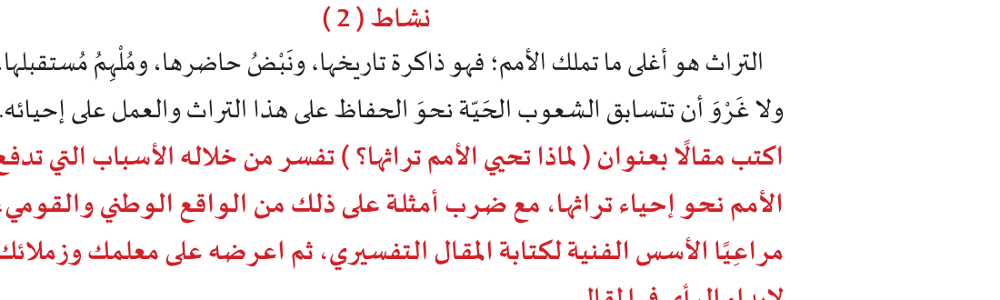 نشاط ( 2 )
التراث هو أغلى ما تملك الأمم؛ فهو ذاكرة تاريخها، ونَبْضُ حاضرها، ومُلْهِمُ مُستقبلها،
ولا غَرْوَ أن تتسابق الشعوب الحَيّة نحوَ الحفاظ على هذا التراث والعمل على إحيائه.
اكتب مقالًا بعنوان ( لماذا تحيي الأمم تراثها؟ ) تفسر من خلاله الأسباب التي تدفع
الأمم نحو إحياء تراثها، مع ضرب أمثلة على ذلك من الواقع الوطني والقومي،
مراعِيًا الأسس الفنية لكتابة المقال التفسيري، ثم اعرضه على معلمك وزملائك